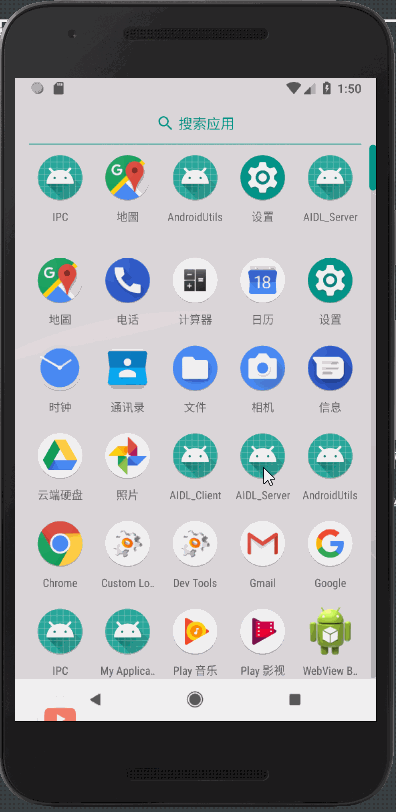 1:50
搜索应用
IPC 地图 AndroidUtils 设置 AIDL_Server
地图 电话 计算器 日历 设置
时钟 通讯录 文件 相机 信息
云端硬盘 照片 AIDL_Client AIDL_Server AndroidUtils
Chrome Custom Lo.. Dev Tools Gmail Google
IPC My Applica.. Play 音乐 Play 影视 WebView B..